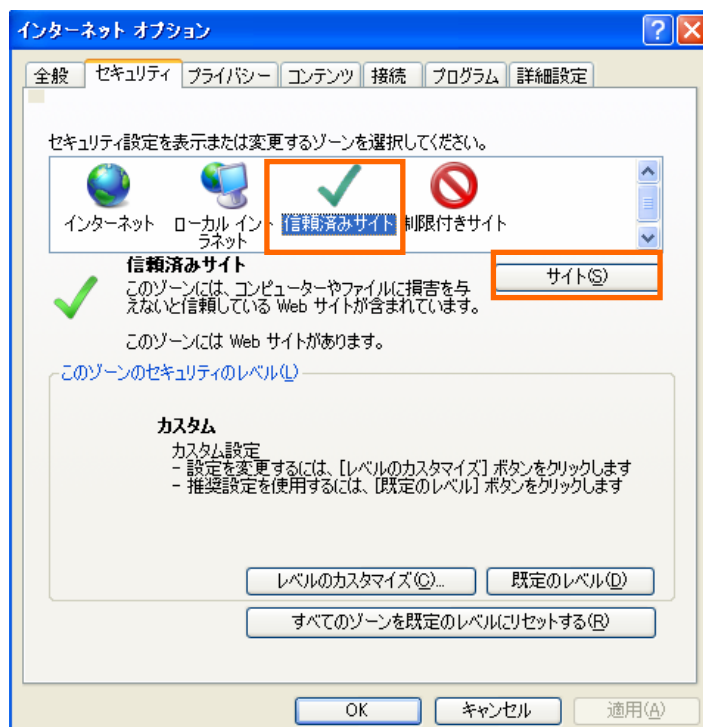 インターネット オプション
全般 セキュリティ プライバシー コンテンツ 接続 プログラム 詳細設定
セキュリティ設定を表示または変更するゾーンを選択してください。
インターネット
ローカル イント
ラネット
信頼済みサイト
制限付きサイト
信頼済みサイト
サイト(S)
このゾーンには、コンピューターやファイルに損害を与
えないと信頼している Web サイトが含まれています。
このゾーンには Web サイトがあります。
このゾーンのセキュリティのレベル(L)
カスタム
カスタム設定
- 設定を変更するには、[レベルのカスタマイズ] ボタンをクリックします
- 推奨設定を使用するには、[既定のレベル] ボタンをクリックします
レベルのカスタマイズ(C)... 既定のレベル(D)
すべてのゾーンを既定のレベルにリセットする(R)
OK キャンセル 適用(A)